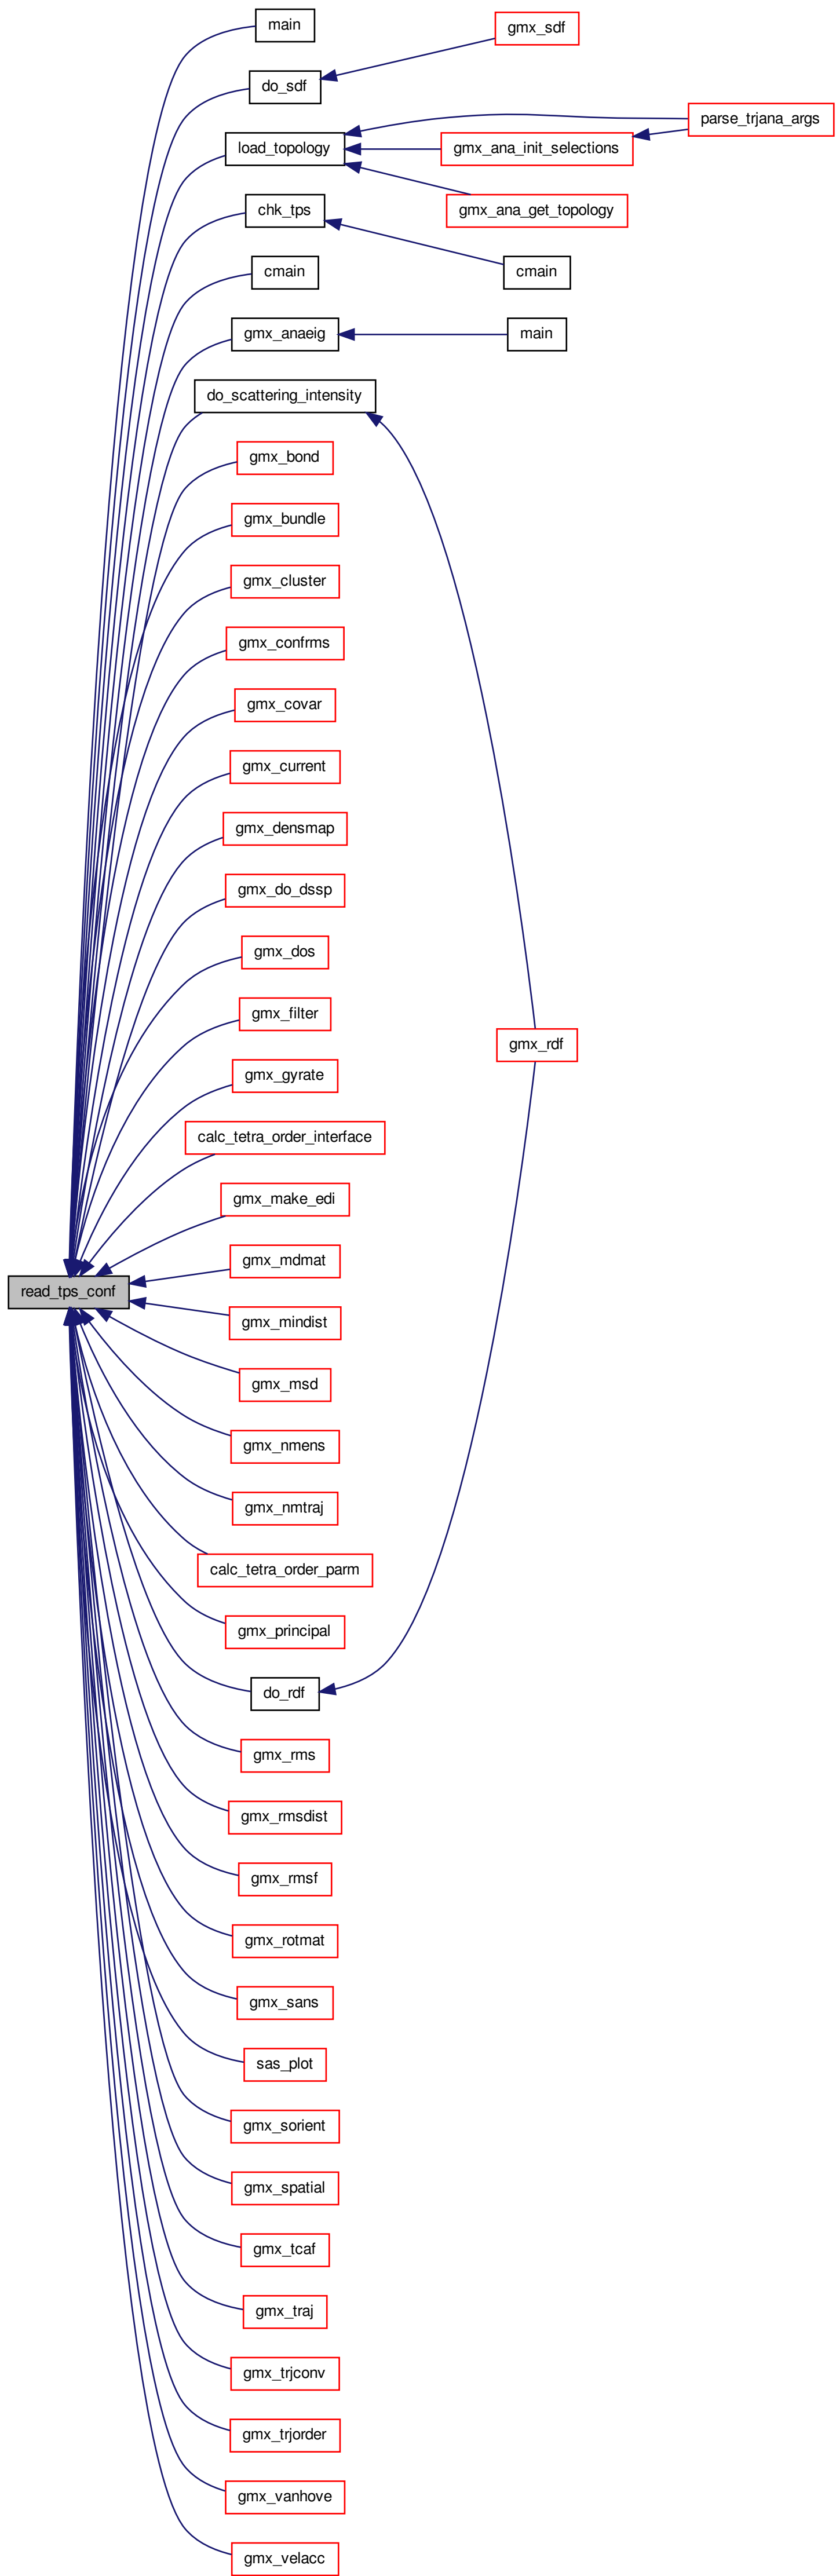 main
gmx_sdf
do_sdf
parse_trjana_args
load_topology
gmx_ana_init_selections
chk_tps
gmx_ana_get_topology
cmain
cmain
gmx_anaeig
main
do_scattering_intensity
gmx_bond
gmx_bundle
gmx_cluster
gmx_confrms
gmx_covar
gmx_current
gmx_densmap
gmx_do_dssp
gmx_dos
gmx_filter
gmx_rdf
gmx_gyrate
calc_tetra_order_interface
gmx_make_edi
gmx_mdmat
read_tps_conf
gmx_mindist
gmx_msd
gmx_nmens
gmx_nmtraj
calc_tetra_order_parm
gmx_principal
do_rdf
gmx_rms
gmx_rmsdist
gmx_rmsf
gmx_rotmat
gmx_sans
sas_plot
gmx_sorient
gmx_spatial
gmx_tcaf
gmx_traj
gmx_trjconv
gmx_trjorder
gmx_vanhove
gmx_velacc